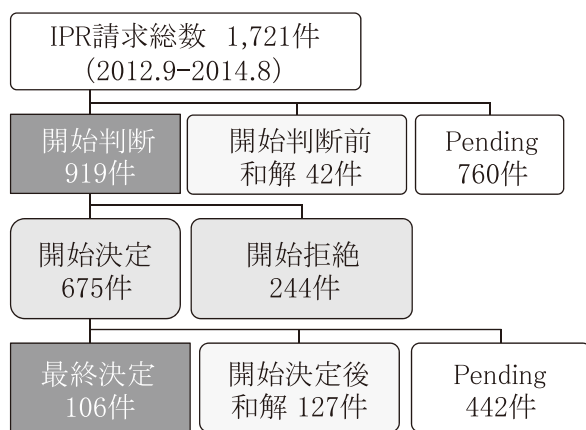 IPR請求総数 1,721件
(2012.9−2014.8)
開始判断
919件
開始判断前
和解 42件
Pending
760件
開始決定
675件
開始拒絶
244件
最終決定
106件
開始決定後
和解 127件
Pending
442件